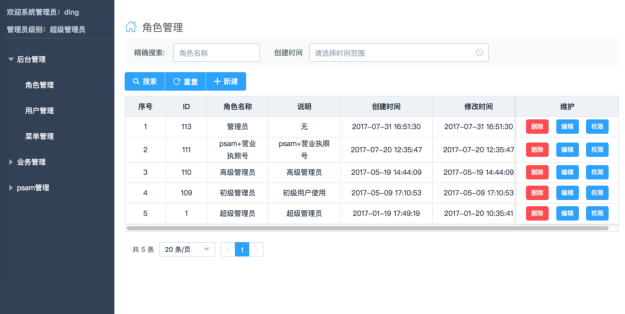 欢迎系统管理员：ding
管理员级别：超级管理员
后台管理
角色管理
用户管理
菜单管理
业务管理
psam管理
角色管理
精确搜索: 角色名称 创建时间 请选择时间范围
搜索 重置 新建
序号 ID 角色名称 说明 创建时间 修改时间 维护
1 113 管理员 无 2017-07-31 16:51:30 2017-07-31 16:51:30 删除 编辑 权限
2 111 psam+营业执照号 psam+营业执照号 2017-07-20 12:35:47 2017-07-20 12:35:47 删除 编辑 权限
3 110 高级管理员 高级管理员 2017-05-19 14:44:09 2017-05-19 14:44:09 删除 编辑 权限
4 109 初级管理员 初级用户使用 2017-05-09 17:10:53 2017-05-09 17:10:53 删除 编辑 权限
5 1 超级管理员 超级管理员 2017-01-19 17:49:19 2017-01-20 10:35:41 删除 编辑 权限
共 5 条 20 条/页 1